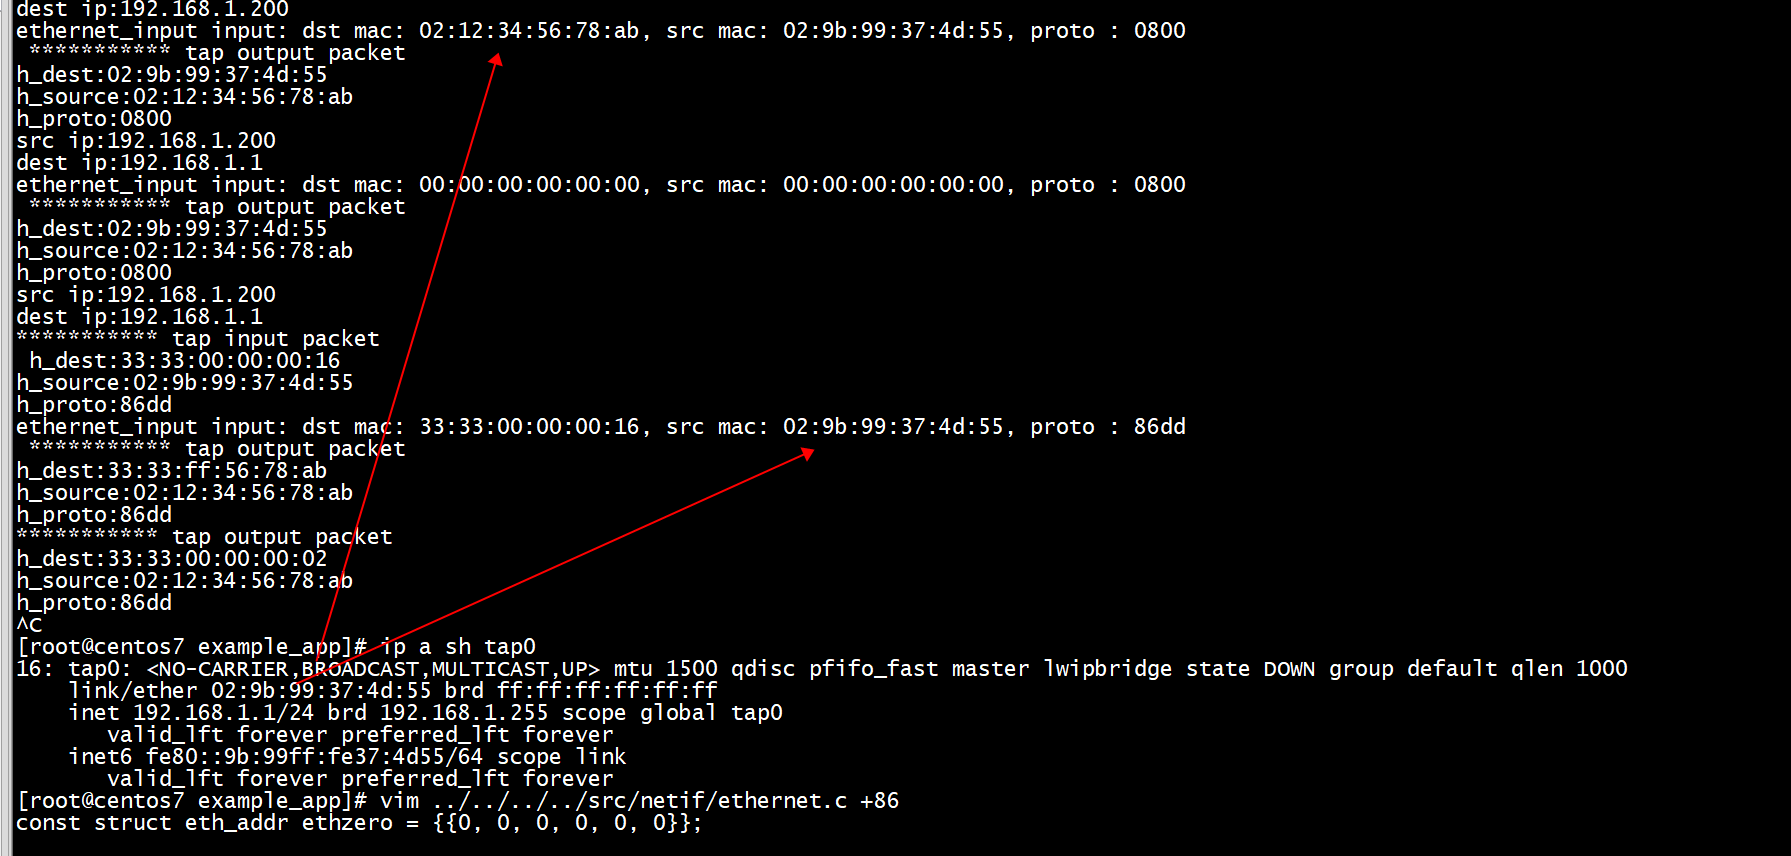 dest ip:192.168.1.200
ethernet_input input: dst mac: 02:12:34:56:78:ab, src mac: 02:9b:99:37:4d:55, proto : 0800
 *********** tap output packet
h_dest:02:9b:99:37:4d:55
h_source:02:12:34:56:78:ab
h_proto:0800
src ip:192.168.1.200
dest ip:192.168.1.1
ethernet_input input: dst mac: 00:00:00:00:00:00, src mac: 00:00:00:00:00:00, proto : 0800
 *********** tap output packet
h_dest:02:9b:99:37:4d:55
h_source:02:12:34:56:78:ab
h_proto:0800
src ip:192.168.1.200
dest ip:192.168.1.1
*********** tap input packet
 h_dest:33:33:00:00:00:16
h_source:02:9b:99:37:4d:55
h_proto:86dd
ethernet_input input: dst mac: 33:33:00:00:00:16, src mac: 02:9b:99:37:4d:55, proto : 86dd
 *********** tap output packet
h_dest:33:33:ff:56:78:ab
h_source:02:12:34:56:78:ab
h_proto:86dd
*********** tap output packet
h_dest:33:33:00:00:00:02
h_source:02:12:34:56:78:ab
h_proto:86dd
^C
[root@centos7 example_app]# ip a sh tap0
16: tap0: <NO-CARRIER,BROADCAST,MULTICAST,UP> mtu 1500 qdisc pfifo_fast master lwipbridge state DOWN group default qlen 1000
    link/ether 02:9b:99:37:4d:55 brd ff:ff:ff:ff:ff:ff
    inet 192.168.1.1/24 brd 192.168.1.255 scope global tap0
       valid_lft forever preferred_lft forever
    inet6 fe80::9b:99ff:fe37:4d55/64 scope link
       valid_lft forever preferred_lft forever
[root@centos7 example_app]# vim ../../../../src/netif/ethernet.c +86
const struct eth_addr ethzero = {{0, 0, 0, 0, 0, 0}};